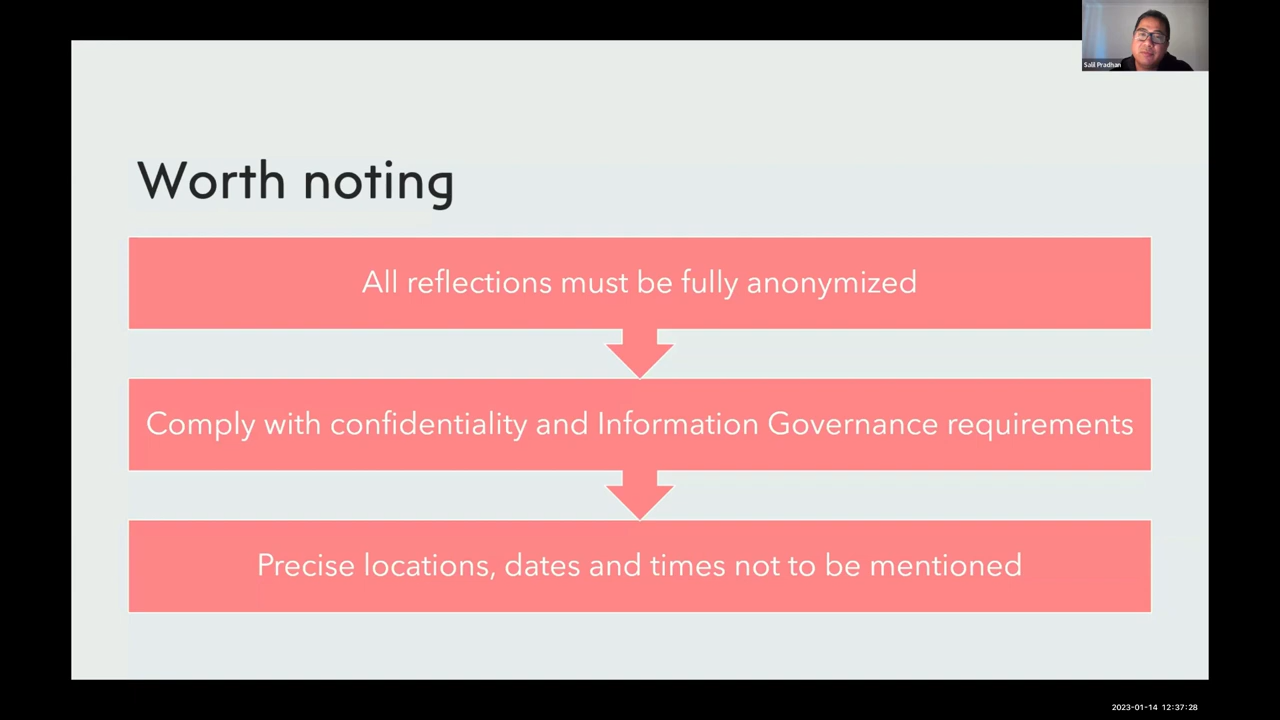 Salil Pradhan
Worth noting
All reflections must be fully anonymized
Comply with confidentiality and Information Governance requirements
Precise locations, dates and times not to be mentioned
2023-01-14 12:37:28